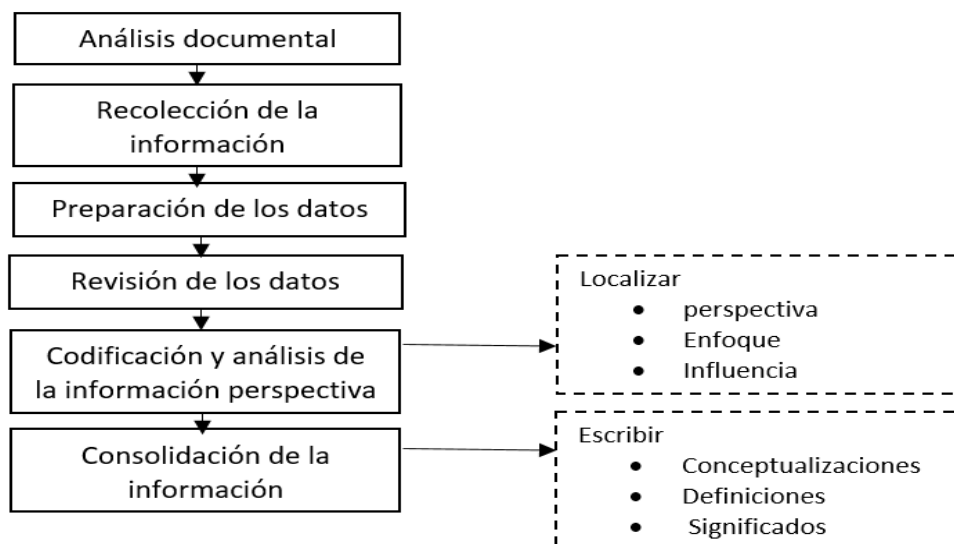 Análisis documental
Recolección de la
información
Preparación de los datos
Revisión de los datos
Codificación y análisis de
la información perspectiva
Consolidación de la
información
Localizar
• perspectiva
• Enfoque
• Influencia
Escribir
• Conceptualizaciones
• Definiciones
• Significados